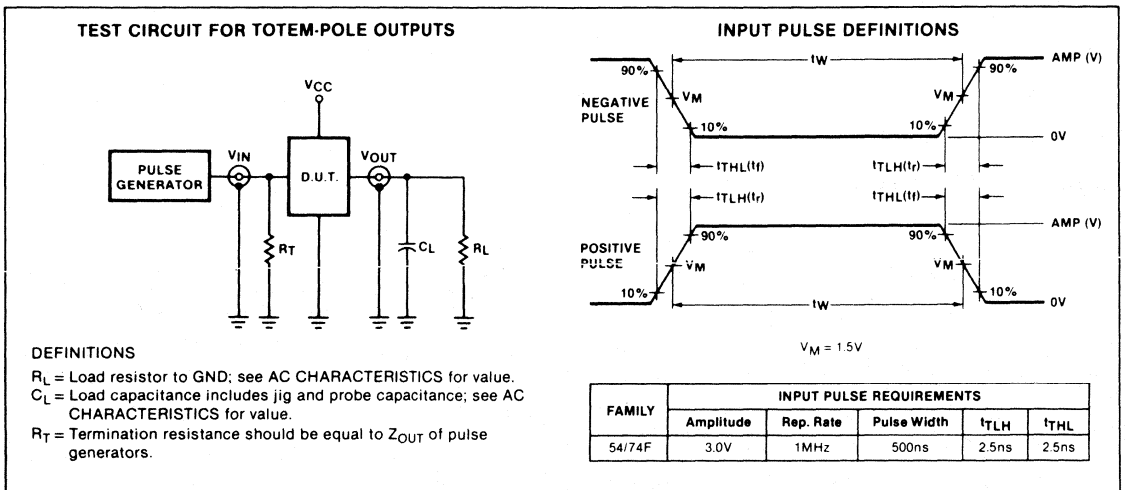 TEST CIRCUIT FOR TOTEM-POLE OUTPUTS
VCC
VIN
VOUT
PULSE
GENERATOR
D.U.T.
RT
CL
RL
DEFINITIONS
RL = Load resistor to GND; see AC CHARACTERISTICS for value.
CL = Load capacitance includes jig and probe capacitance; see AC
CHARACTERISTICS for value.
RT = Termination resistance should be equal to ZOUT of pulse
generators.
INPUT PULSE DEFINITIONS
tW
AMP (V)
90%
90%
VM
VM
NEGATIVE
PULSE
10%
10%
0V
tTHL(tf)
tTLH(tr)
tTLH(tr)
tTHL(tf)
AMP (V)
90%
90%
POSITIVE
PULSE
VM
VM
10%
10%
tW
0V
VM = 1.5V
FAMILY
INPUT PULSE REQUIREMENTS
Amplitude Rep. Rate Pulse Width tTLH tTHL
54/74F 3.0V 1MHz 500ns 2.5ns 2.5ns